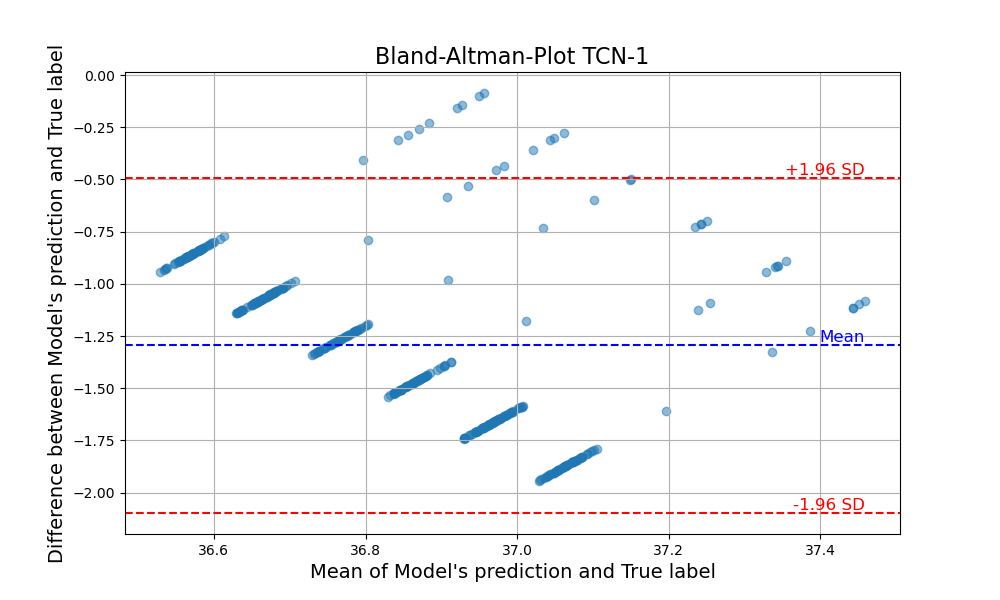 Bland-Altman-Plot TCN-1
Difference between Model's prediction and True label
0.00
−0.25
−0.50
−0.75
−1.00
−1.25
−1.50
−1.75
−2.00
+1.96 SD
Mean
-1.96 SD
36.6
36.8
37.0
37.2
37.4
Mean of Model's prediction and True label